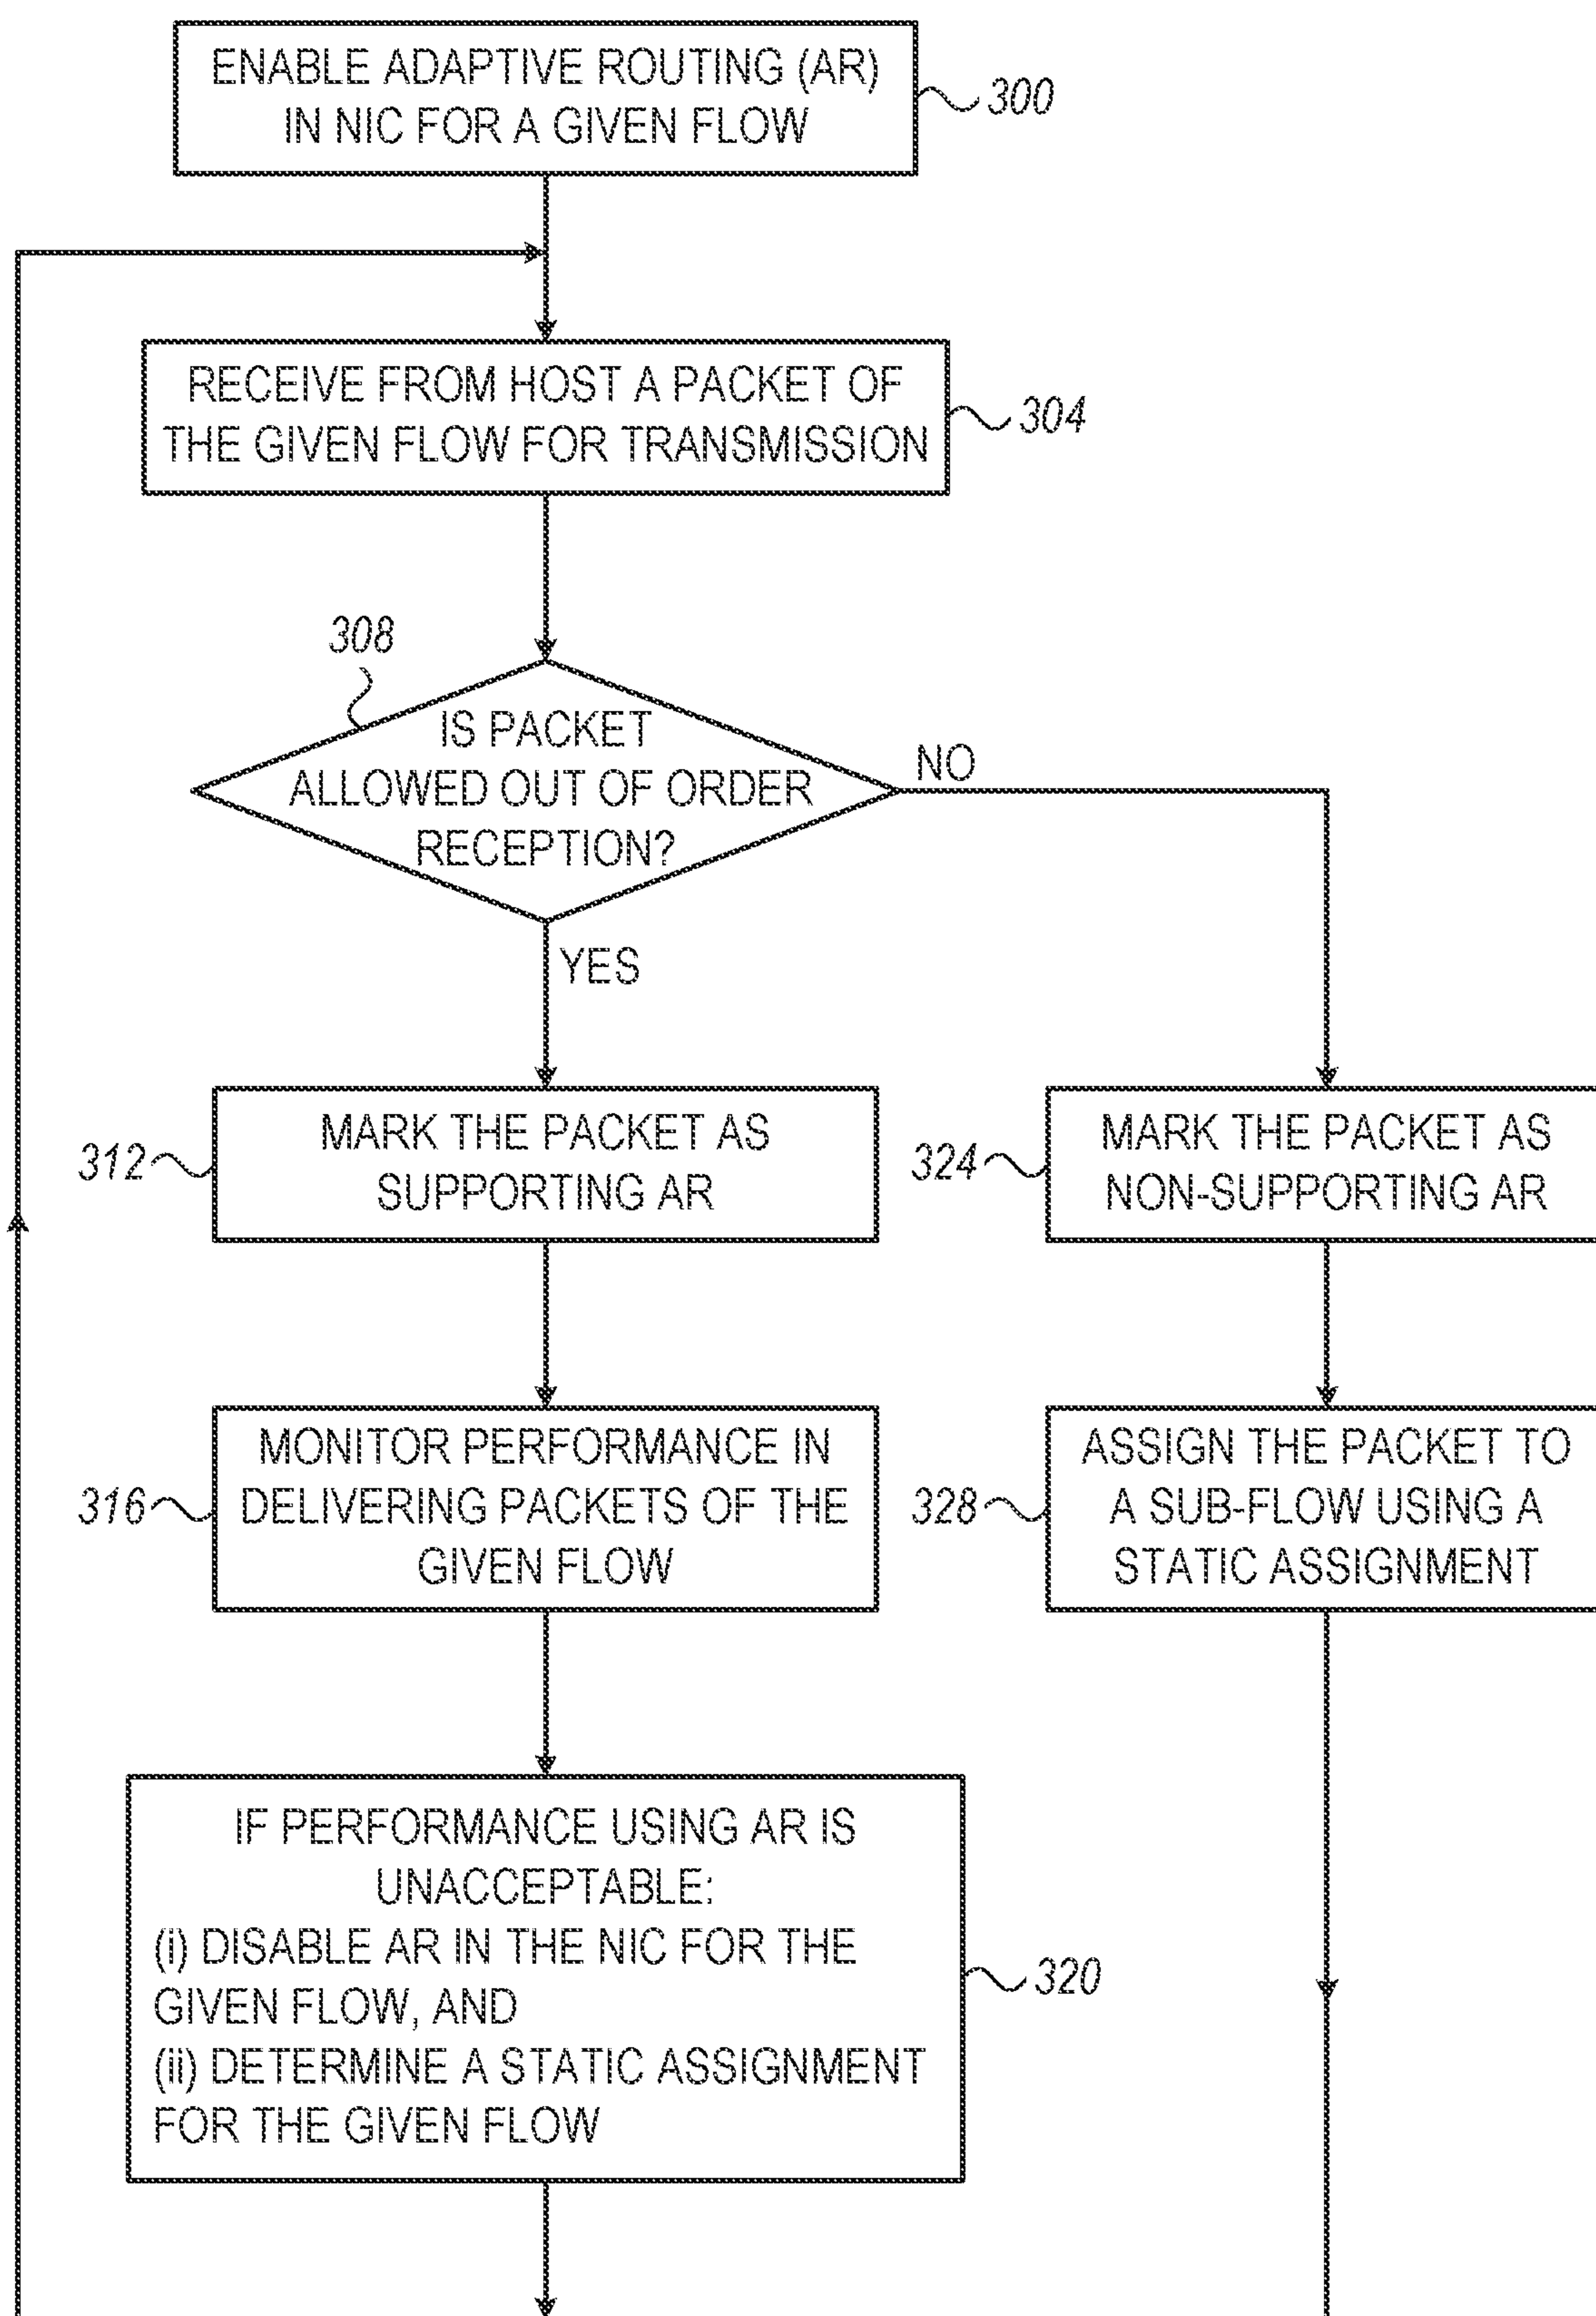 ENABLE ADAPTIVE ROUTING (AR)
IN NIC FOR A GIVEN FLOW
300
RECEIVE FROM HOST A PACKET OF
THE GIVEN FLOW FOR TRANSMISSION
304
308
IS PACKET
ALLOWED OUT OF ORDER
RECEPTION?
NO
YES
312
MARK THE PACKET AS
SUPPORTING AR
324
MARK THE PACKET AS
NON-SUPPORTING AR
316
MONITOR PERFORMANCE IN
DELIVERING PACKETS OF THE
GIVEN FLOW
328
ASSIGN THE PACKET TO
A SUB-FLOW USING A
STATIC ASSIGNMENT
IF PERFORMANCE USING AR IS
UNACCEPTABLE:
(i) DISABLE AR IN THE NIC FOR THE
GIVEN FLOW, AND
(ii) DETERMINE A STATIC ASSIGNMENT
FOR THE GIVEN FLOW
320